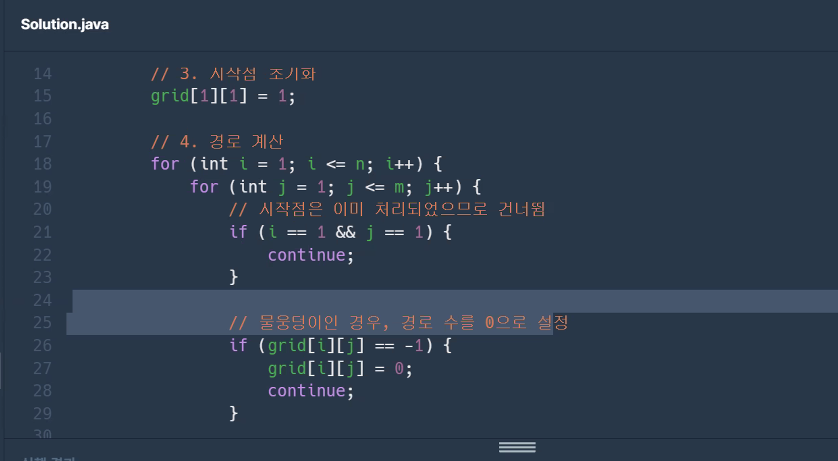 Solution.java
14 // 3. 시작점 초기화
15 grid[1][1] = 1;
16
17 // 4. 경로 계산
18 for (int i = 1; i <= n; i++) {
19 for (int j = 1; j <= m; j++) {
20 // 시작점은 이미 처리되었으므로 건너뜀
21 if (i == 1 && j == 1) {
22 continue;
23 }
24
25 // 물웅덩이인 경우, 경로 수를 0으로 설정
26 if (grid[i][j] == -1) {
27 grid[i][j] = 0;
28 continue;
29 }
30